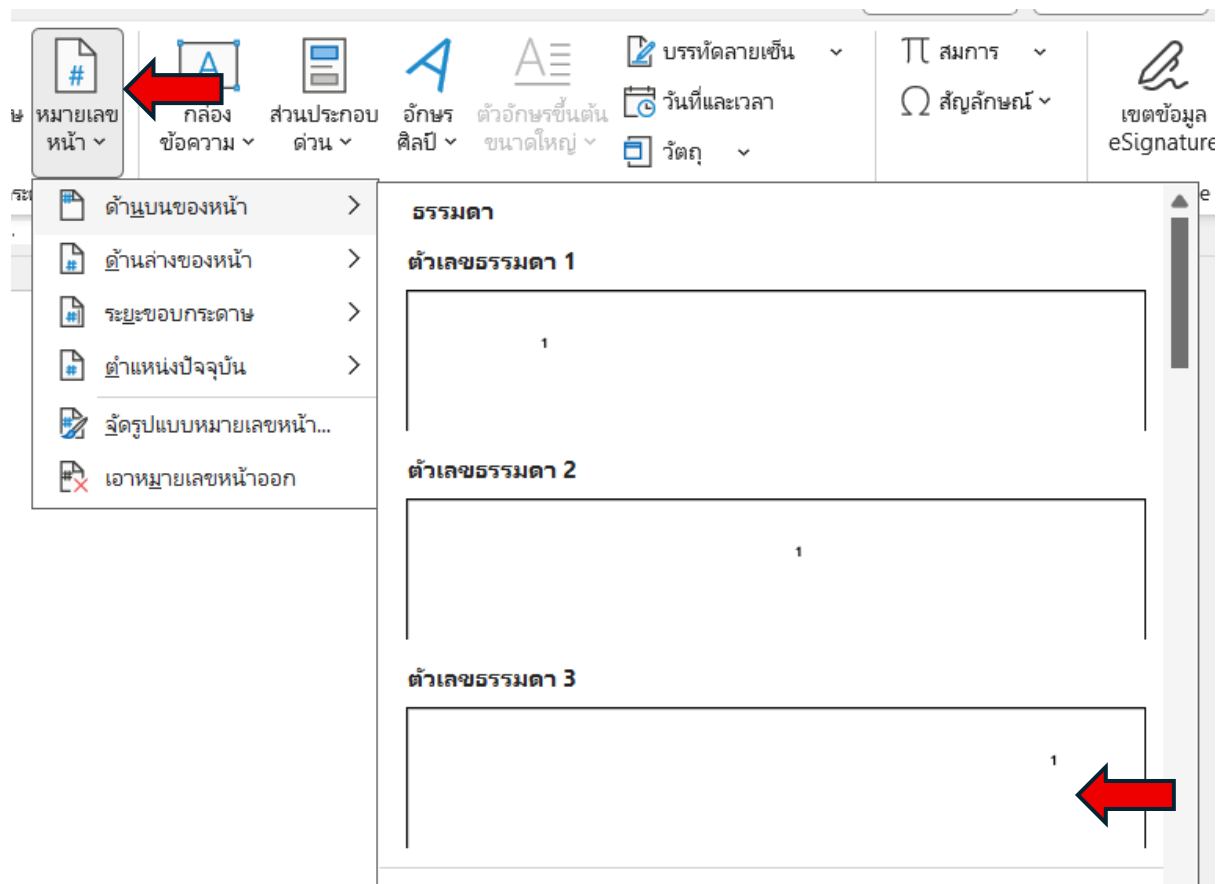 หมายเลข
หน้า
กล่อง
ข้อความ
ส่วนประกอบ
ด่วน
อักษร
ศิลป์
ตัวอักษรขึ้นต้น
ขนาดใหญ่
บรรทัดลายเซ็น
วันที่และเวลา
วัตถุ
สมการ
สัญลักษณ์
เขตข้อมูล
eSignature
ด้านบนของหน้า
ด้านล่างของหน้า
ระยะขอบกระดาษ
ตำแหน่งปัจจุบัน
จัดรูปแบบหมายเลขหน้า...
เอาหมายเลขหน้าออก
ธรรมดา
ตัวเลขธรรมดา 1
1
ตัวเลขธรรมดา 2
1
ตัวเลขธรรมดา 3
1